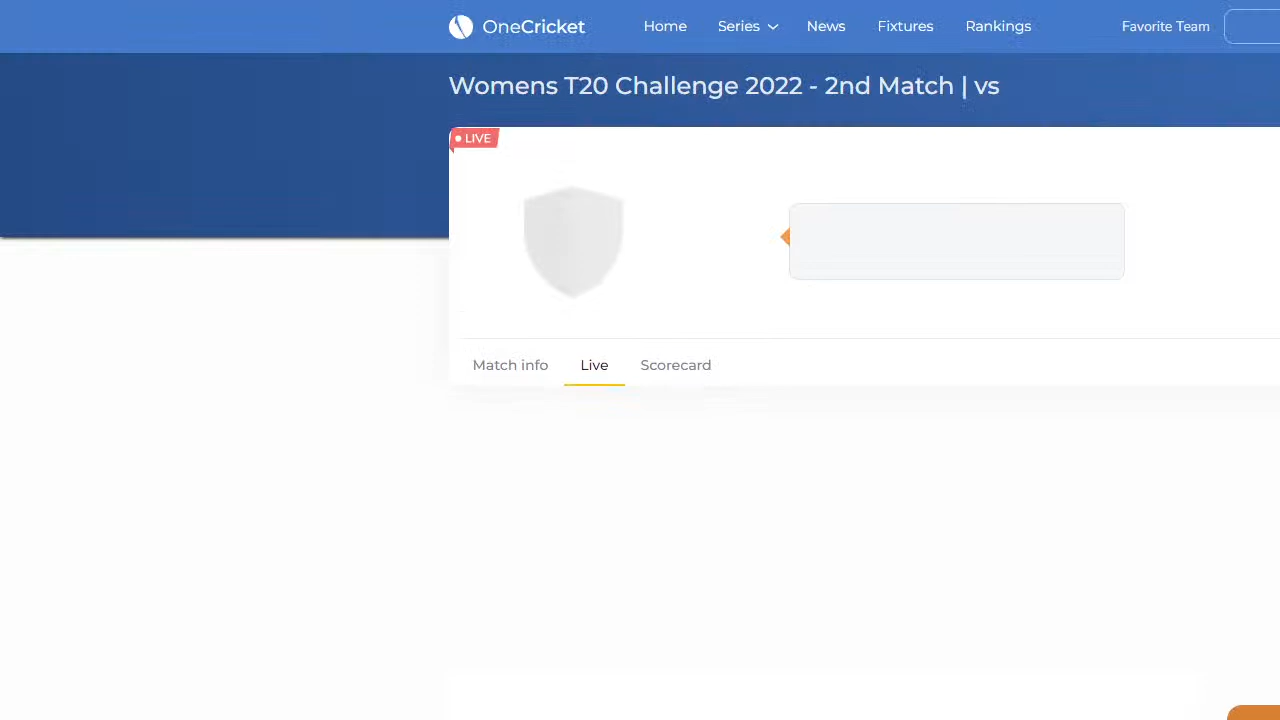 OneCricket Home Series News Fixtures Rankings Favorite Team
Womens T20 Challenge 2022 - 2nd Match | vs
LIVE
Match info Live Scorecard